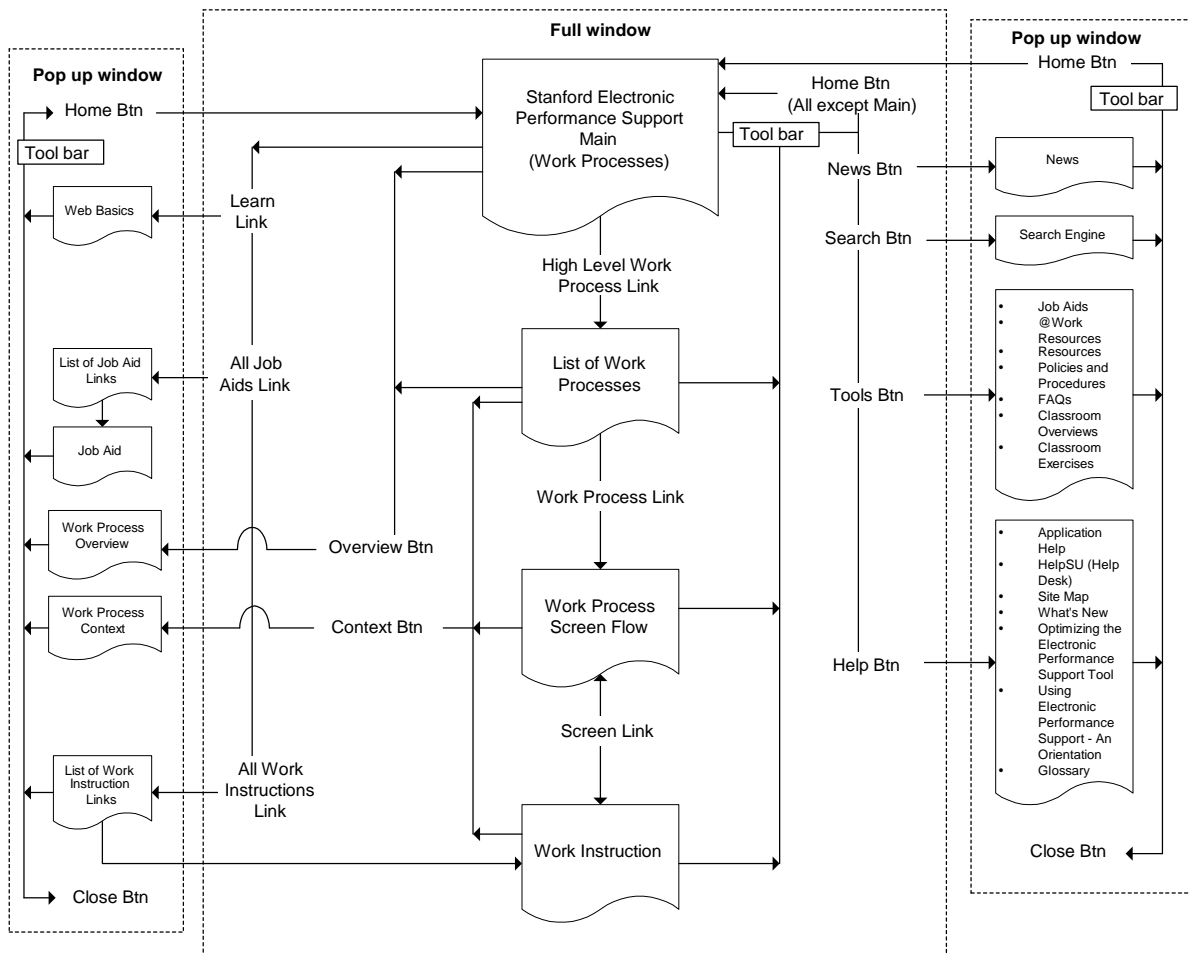 Full window
Pop up window
Home Btn
Tool bar
Web Basics
List of Job Aid
Links
Job Aid
Work Process
Overview
Work Process
Context
List of Work
Instruction
Links
Close Btn
Learn
Link
All Job
Aids Link
Overview Btn
Context Btn
All Work
Instructions
Link
Stanford Electronic
Performance Support
Main
(Work Processes)
High Level Work
Process Link
List of Work
Processes
Work Process Link
Work Process
Screen Flow
Screen Link
Work Instruction
Home Btn
(All except Main)
Tool bar
News Btn
Search Btn
Tools Btn
Help Btn
Pop up window
Home Btn
Tool bar
News
Search Engine
• Job Aids
• @Work
Resources
• Resources
• Policies and
Procedures
• FAQs
• Classroom
Overviews
• Classroom
Exercises
• Application
Help
• HelpSU (Help
Desk)
• Site Map
• What's New
• Optimizing the
Electronic
Performance
Support Tool
• Using
Electronic
Performance
Support - An
Orientation
• Glossary
Close Btn